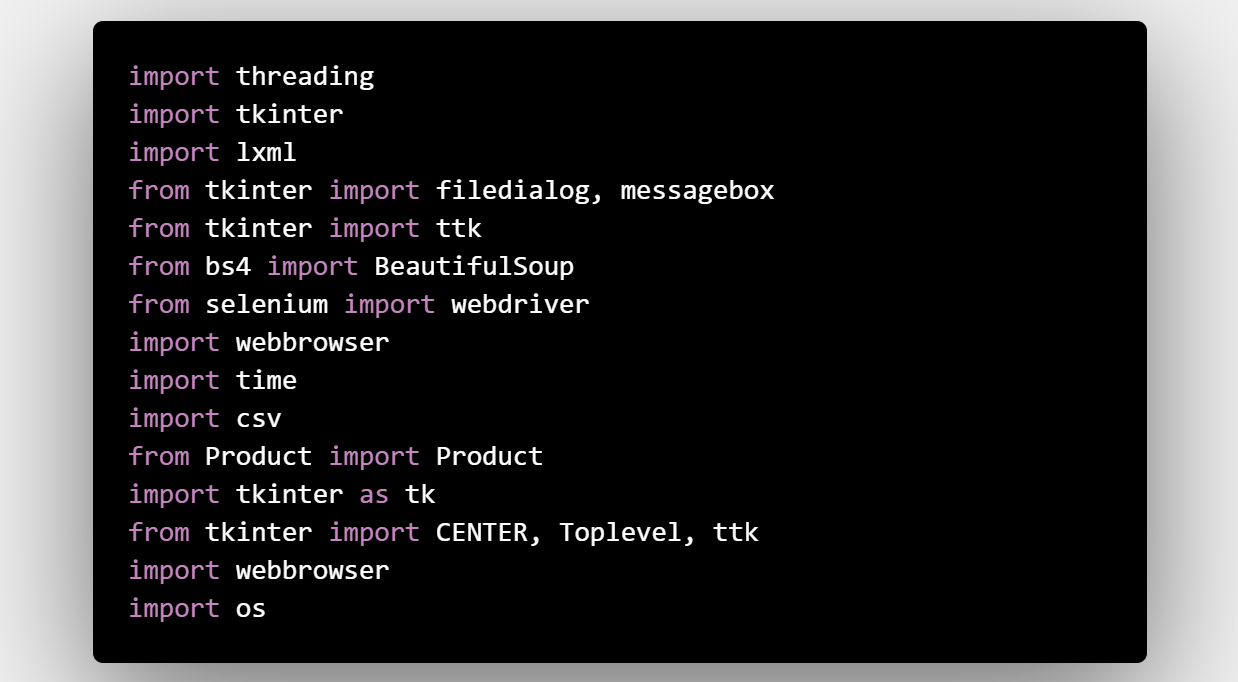 import threading
import tkinter
import lxml
from tkinter import filedialog, messagebox
from tkinter import ttk
from bs4 import BeautifulSoup
from selenium import webdriver
import webbrowser
import time
import csv
from Product import Product
import tkinter as tk
from tkinter import CENTER, Toplevel, ttk
import webbrowser
import os